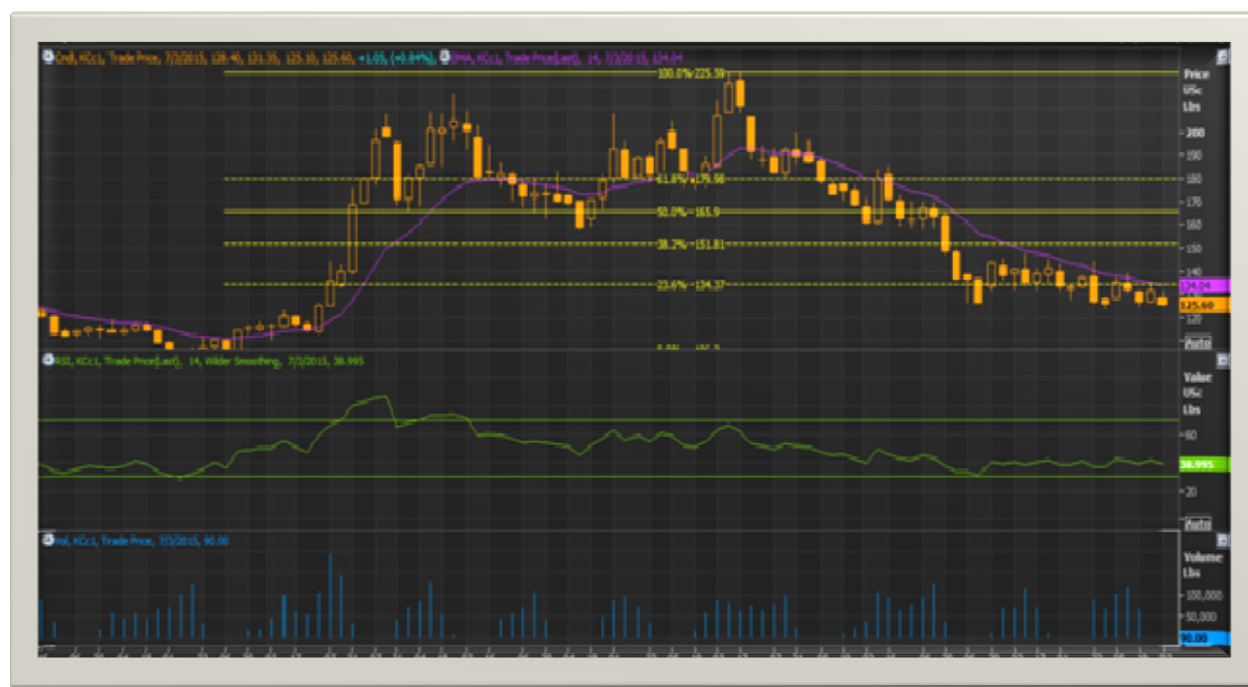 Cndl, KCc1, Trade Price, 7/3/2015, 128.40, 131.35, 125.10, 125.60, +1.05, (+0.84%), EMA, KCc1, Trade Price(Last), 14, 7/3/2015, 134.04
Price
USc
Lbs
100.0% 225.59
200
190
61.8% 179.98
180
170
50.0% 165.9
160
38.2% 151.81
150
140
23.6% 134.37
134.04
125.60
120
Auto
RSI, KCc1, Trade Price(Last), 14, Wilder Smoothing, 7/3/2015, 38.995
Value
USc
Lbs
60
38.995
20
Auto
Vol, KCc1, Trade Price, 7/3/2015, 90.00
Volume
Lbs
100,000
50,000
90.00